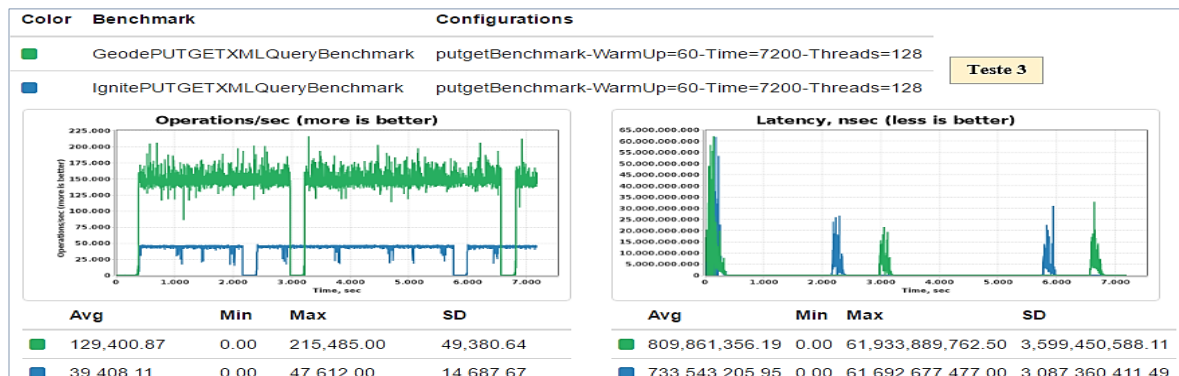 Color Benchmark Configurations
GeodePUTGETXMLQueryBenchmark putgetBenchmark-WarmUp=60-Time=7200-Threads=128
Teste 3
IgnitePUTGETXMLQueryBenchmark putgetBenchmark-WarmUp=60-Time=7200-Threads=128
Operations/sec (more is better)
225.000
200.000
175.000
150.000
125.000
100.000
75.000
50.000
25.000
0
Operations/sec (more is better)
0 1.000 2.000 3.000 4.000 5.000 6.000 7.000
Time, sec
Latency, nsec (less is better)
65.000.000.000
60.000.000.000
55.000.000.000
50.000.000.000
45.000.000.000
40.000.000.000
35.000.000.000
30.000.000.000
25.000.000.000
20.000.000.000
15.000.000.000
10.000.000.000
5.000.000.000
0
0 1.000 2.000 3.000 4.000 5.000 6.000 7.000
Time, sec
Avg Min Max SD
129,400.87 0.00 215,485.00 49,380.64
39,408.11 0.00 47,612.00 14,687.67
Avg Min Max SD
809,861,356.19 0.00 61,933,889,762.50 3,599,450,588.11
733,543,205.95 0.00 61,692,677,477.00 3,087,360,411.49